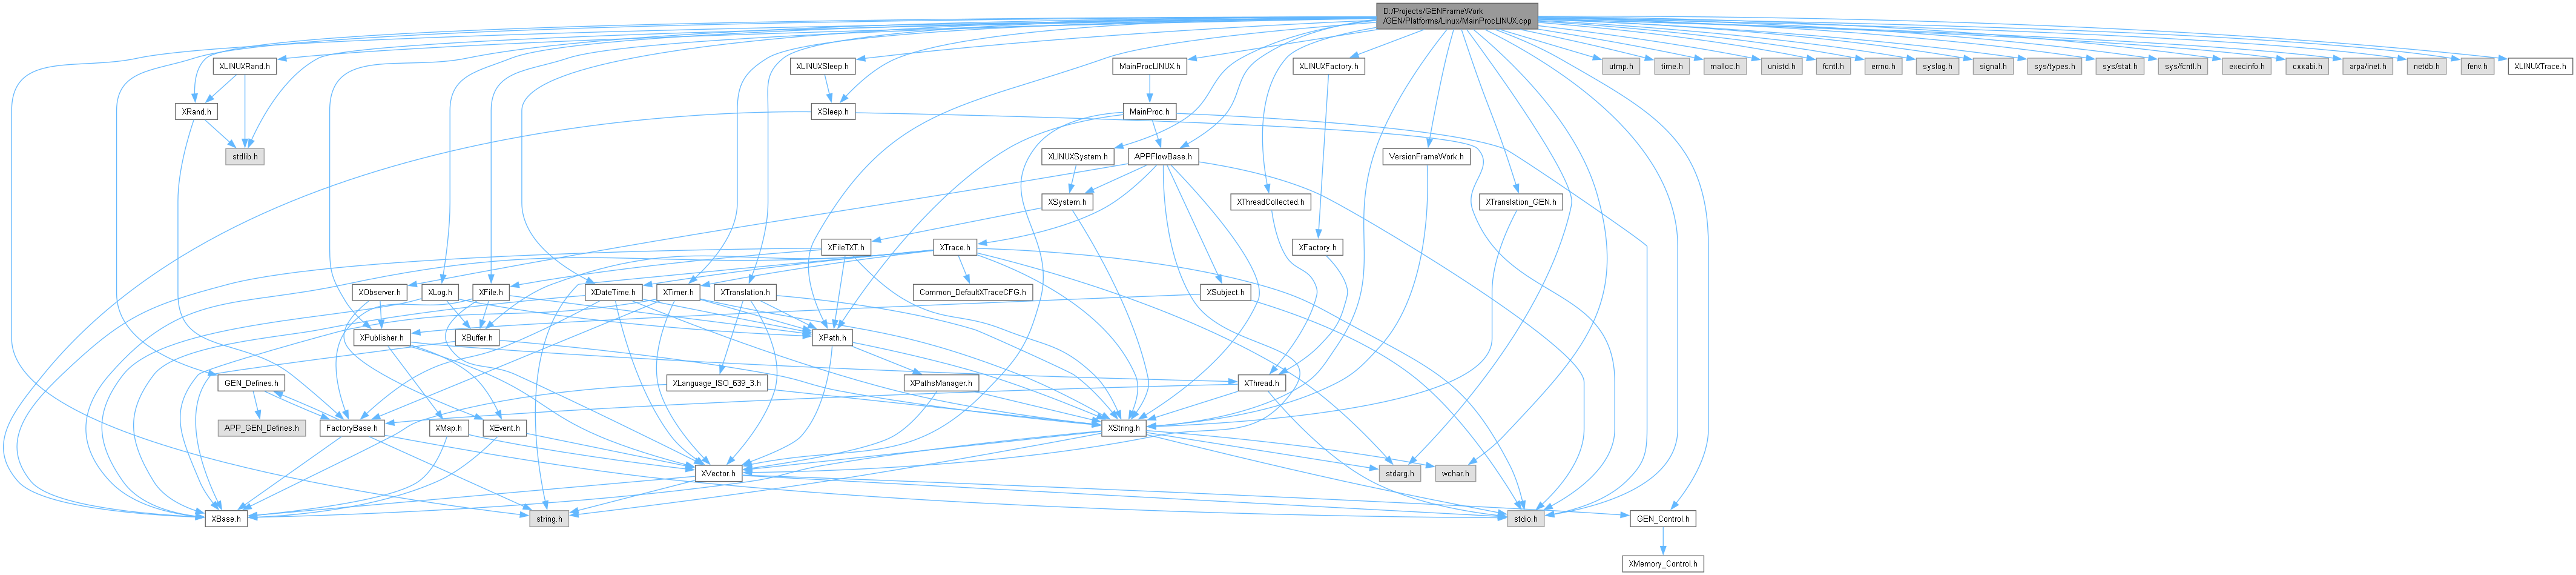 D:/Projects/GENFrameWork
/GEN/Platforms/Linux/MainProcLINUX.cpp
XLINUXRand.h
XLINUXSleep.h
MainProcLINUX.h
XLINUXFactory.h
utmp.h
time.h
malloc.h
unistd.h
fcntl.h
errno.h
syslog.h
signal.h
sys/types.h
sys/stat.h
sys/fcntl.h
execinfo.h
cxxabi.h
arpa/inet.h
netdb.h
fenv.h
XLINUXTrace.h
XRand.h
XSleep.h
MainProc.h
stdlib.h
XLINUXSystem.h
APPFlowBase.h
VersionFrameWork.h
XSystem.h
XThreadCollected.h
XTranslation_GEN.h
XFileTXT.h
XTrace.h
XFactory.h
XObserver.h
XLog.h
XFile.h
XDateTime.h
XTimer.h
XTranslation.h
Common_DefaultXTraceCFG.h
XSubject.h
XPublisher.h
XBuffer.h
XPath.h
GEN_Defines.h
XLanguage_ISO_639_3.h
XPathsManager.h
XThread.h
APP_GEN_Defines.h
FactoryBase.h
XMap.h
XEvent.h
XString.h
XVector.h
stdarg.h
wchar.h
XBase.h
string.h
stdio.h
GEN_Control.h
XMemory_Control.h